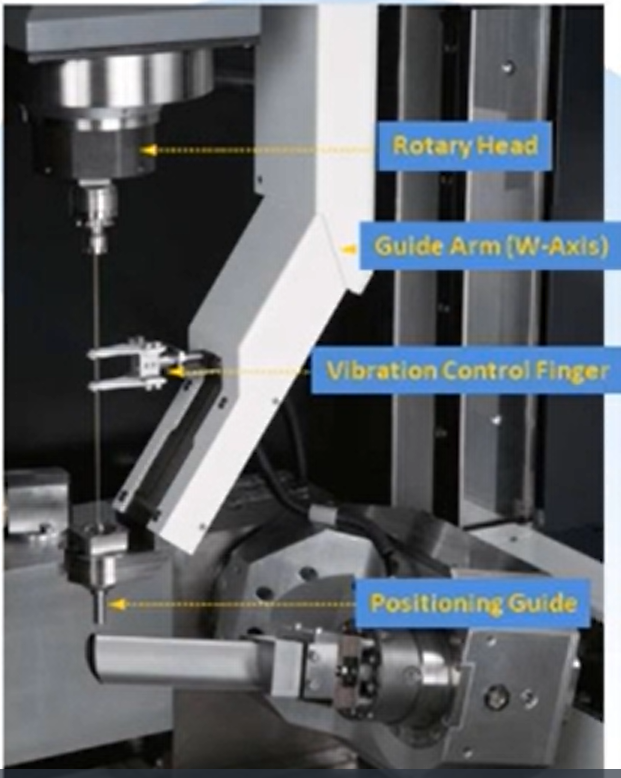 Rotary Head
Guide Arm (W-Axis)
Vibration Control Finger
Positioning Guide